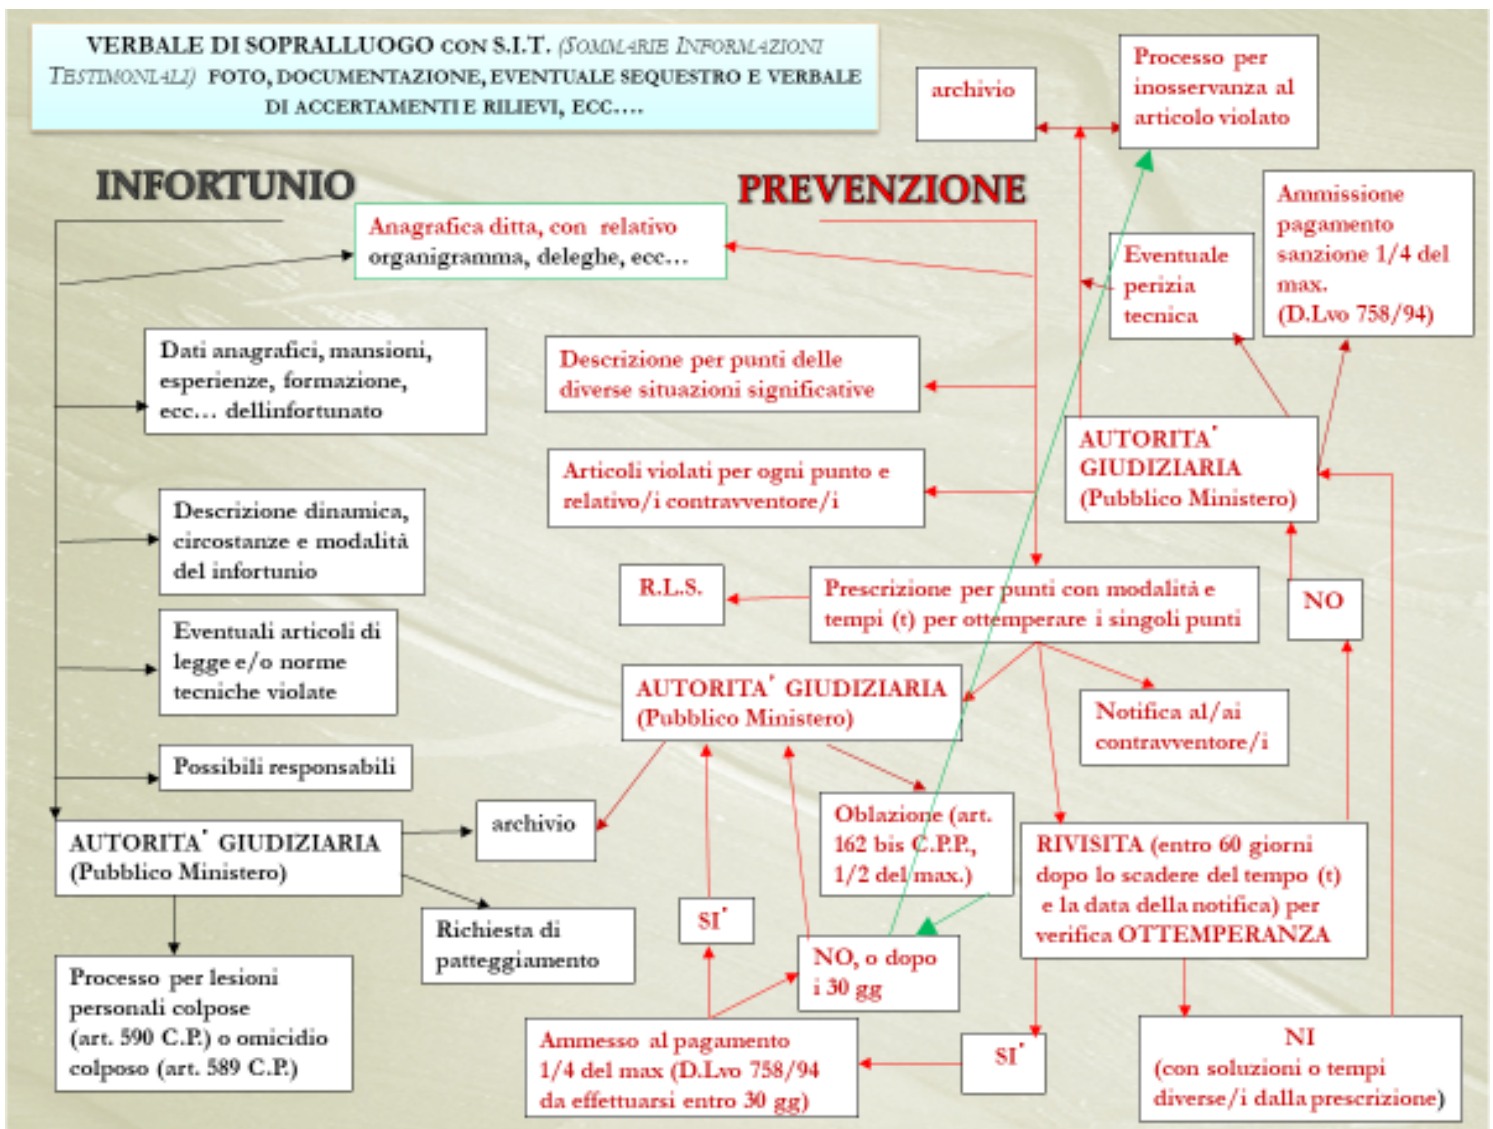 VERBALE DI SOPRALLUOGO CON S.I.T. (SOMMARIE INFORMAZIONI
TESTIMONIALI) FOTO, DOCUMENTAZIONE, EVENTUALE SEQUESTRO E VERBALE
DI ACCERTAMENTI E RILIEVI, ECC….
archivio
Processo per
inosservanza al
articolo violato
INFORTUNIO
PREVENZIONE
Anagrafica ditta, con relativo
organigramma, deleghe, ecc…
Eventuale
perizia
tecnica
Ammissione
pagamento
sanzione 1/4 del
max.
(D.Lvo 758/94)
Dati anagrafici, mansioni,
esperienze, formazione,
ecc… dellinfortunato
Descrizione per punti delle
diverse situazioni significative
Articoli violati per ogni punto e
relativo/i contravventore/i
AUTORITA´
GIUDIZIARIA
(Pubblico Ministero)
Descrizione dinamica,
circostanze e modalità
del infortunio
R.L.S.
Prescrizione per punti con modalità e
tempi (t) per ottemperare i singoli punti
NO
Eventuali articoli di
legge e/o norme
tecniche violate
AUTORITA´ GIUDIZIARIA
(Pubblico Ministero)
Notifica al/ai
contravventore/i
Possibili responsabili
AUTORITA´ GIUDIZIARIA
(Pubblico Ministero)
archivio
Oblazione (art.
162 bis C.P.P.,
1/2 del max.)
RIVISITA (entro 60 giorni
dopo lo scadere del tempo (t)
e la data della notifica) per
verifica OTTEMPERANZA
Richiesta di
patteggiamento
SI´
NO, o dopo
i 30 gg
Processo per lesioni
personali colpose
(art. 590 C.P.) o omicidio
colposo (art. 589 C.P.)
Ammesso al pagamento
1/4 del max (D.Lvo 758/94
da effettuarsi entro 30 gg)
SI´
NI
(con soluzioni o tempi
diverse/i dalla prescrizione)